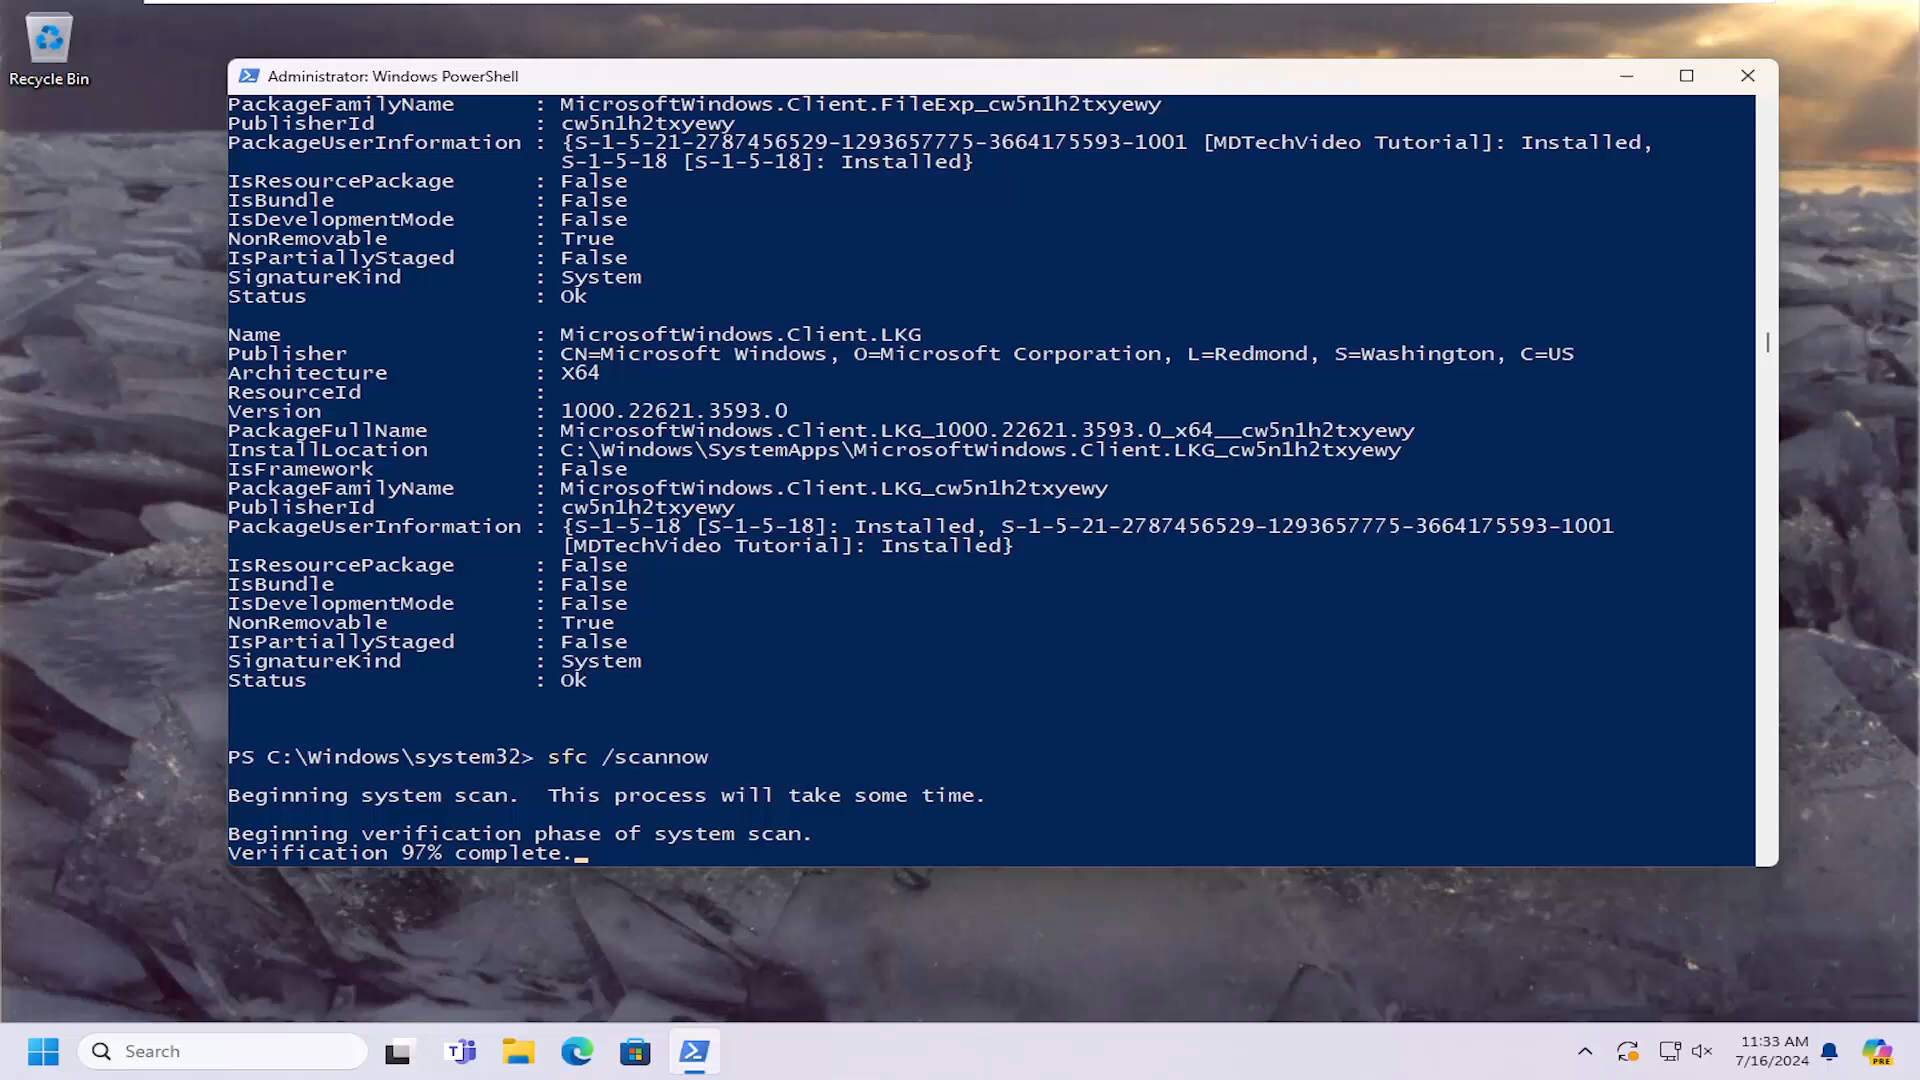 Recycle Bin
Administrator: Windows PowerShell
PackageFamilyName : MicrosoftWindows.Client.FileExp_cw5n1h2txyewy
PublisherId : cw5n1h2txyewy
PackageUserInformation : {S-1-5-21-2787456529-1293657775-3664175593-1001 [MDTechVideo Tutorial]: Installed,
S-1-5-18 [S-1-5-18]: Installed}
IsResourcePackage : False
IsBundle : False
IsDevelopmentMode : False
NonRemovable : True
IsPartiallyStaged : False
SignatureKind : System
Status : Ok
Name : MicrosoftWindows.Client.LKG
Publisher : CN=Microsoft Windows, O=Microsoft Corporation, L=Redmond, S=Washington, C=US
Architecture : X64
ResourceId :
Version : 1000.22621.3593.0
PackageFullName : MicrosoftWindows.Client.LKG_1000.22621.3593.0_x64__cw5n1h2txyewy
InstallLocation : C:\Windows\SystemApps\MicrosoftWindows.Client.LKG_cw5n1h2txyewy
IsFramework : False
PackageFamilyName : MicrosoftWindows.Client.LKG_cw5n1h2txyewy
PublisherId : cw5n1h2txyewy
PackageUserInformation : {S-1-5-18 [S-1-5-18]: Installed, S-1-5-21-2787456529-1293657775-3664175593-1001
[MDTechVideo Tutorial]: Installed}
IsResourcePackage : False
IsBundle : False
IsDevelopmentMode : False
NonRemovable : True
IsPartiallyStaged : False
SignatureKind : System
Status : Ok
PS C:\Windows\system32> sfc /scannow
Beginning system scan.  This process will take some time.
Beginning verification phase of system scan.
Verification 97% complete.
Search
11:33 AM
7/16/2024
PRE